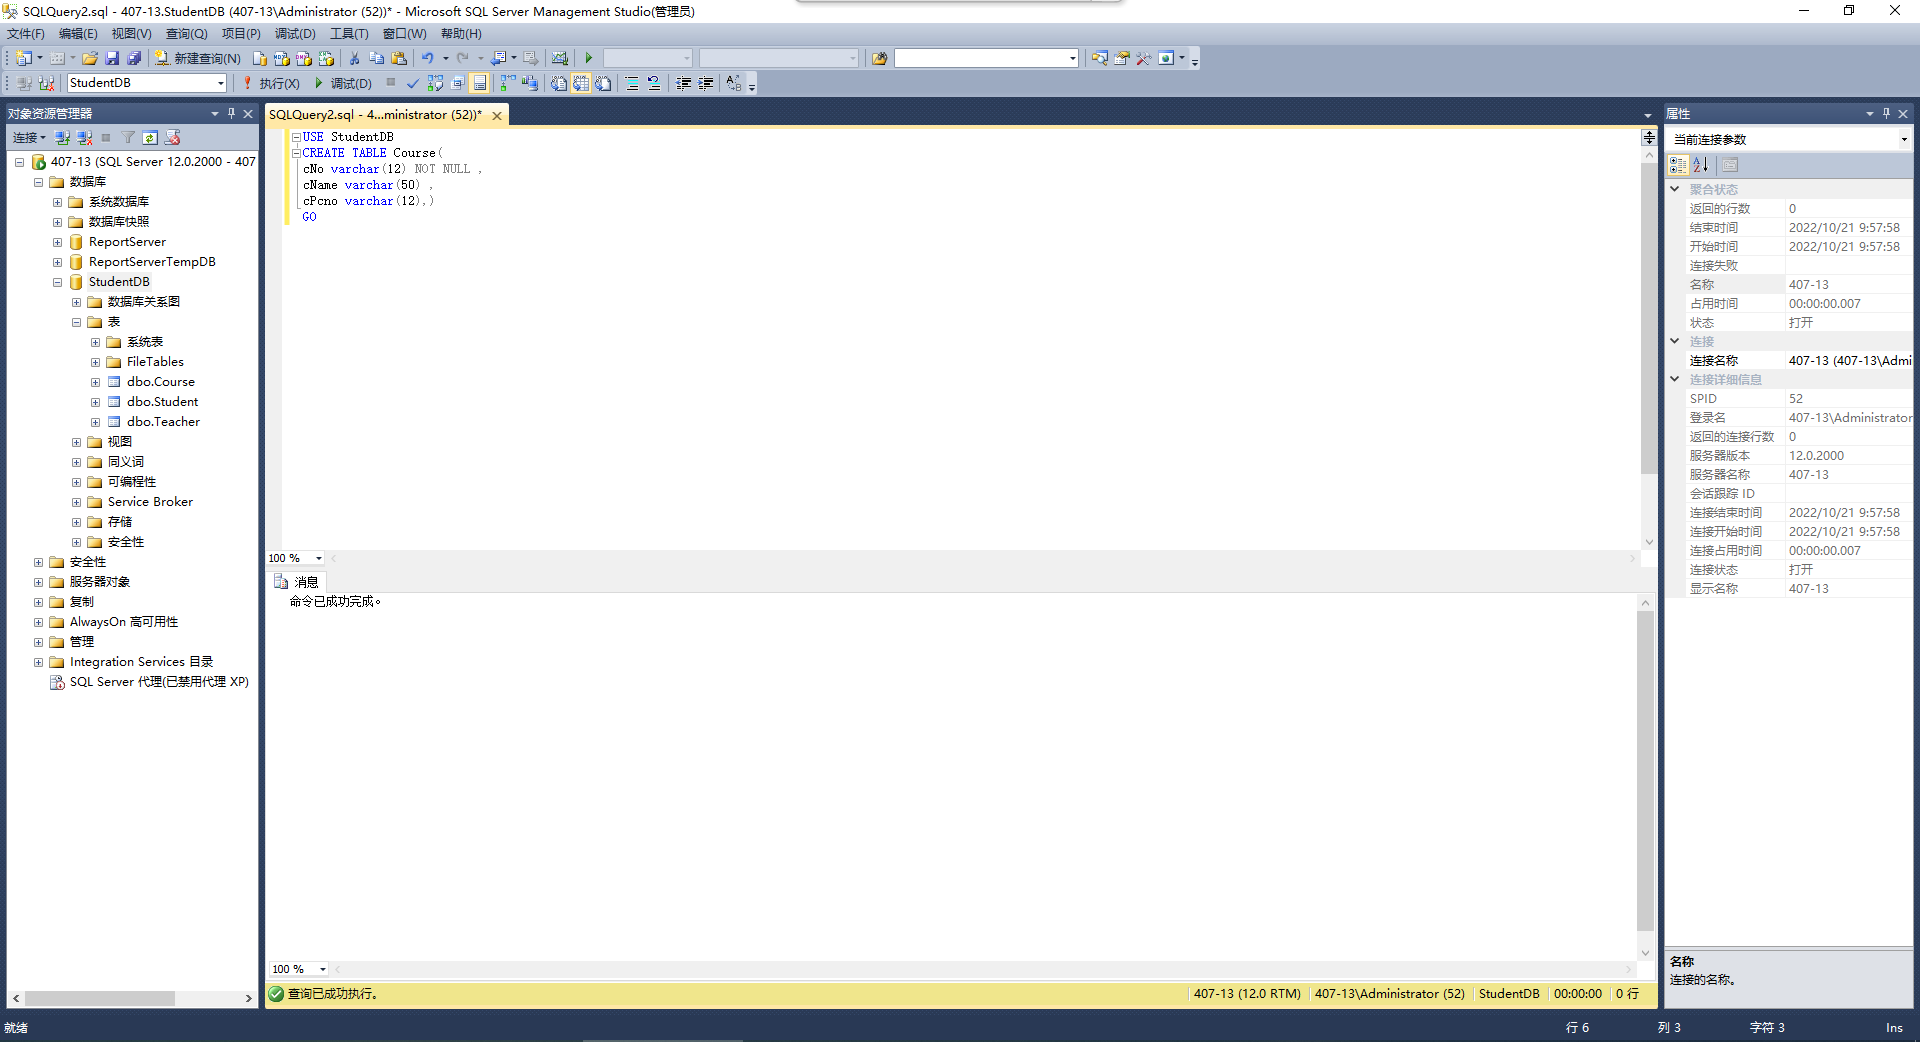 SQLQuery2.sql - 407-13.StudentDB (407-13\Administrator (52))* - Microsoft SQL Server Management Studio(管理员)
文件(F) 编辑(E) 视图(V) 查询(Q) 项目(P) 调试(D) 工具(T) 窗口(W) 帮助(H)
新建查询(N)
StudentDB 执行(X) 调试(D)
对象资源管理器
连接
407-13 (SQL Server 12.0.2000 - 407
数据库
系统数据库
数据库快照
ReportServer
ReportServerTempDB
StudentDB
数据库关系图
表
系统表
FileTables
dbo.Course
dbo.Student
dbo.Teacher
视图
同义词
可编程性
Service Broker
存储
安全性
安全性
服务器对象
复制
AlwaysOn 高可用性
管理
Integration Services 目录
SQL Server 代理(已禁用代理 XP)
SQLQuery2.sql - 4...ministrator (52))*
USE StudentDB
CREATE TABLE Course(
cNo varchar(12) NOT NULL ,
cName varchar(50) ,
cPcno varchar(12),)
GO
100 %
消息
命令已成功完成。
100 %
查询已成功执行。 407-13 (12.0 RTM) 407-13\Administrator (52) StudentDB 00:00:00 0 行
属性
当前连接参数
聚合状态
返回的行数 0
结束时间 2022/10/21 9:57:58
开始时间 2022/10/21 9:57:58
连接失败
名称 407-13
占用时间 00:00:00.007
状态 打开
连接
连接名称 407-13 (407-13\Admi
连接详细信息
SPID 52
登录名 407-13\Administrator
返回的连接行数 0
服务器版本 12.0.2000
服务器名称 407-13
会话跟踪 ID
连接结束时间 2022/10/21 9:57:58
连接开始时间 2022/10/21 9:57:58
连接占用时间 00:00:00.007
连接状态 打开
显示名称 407-13
名称
连接的名称。
就绪 行 6 列 3 字符 3 Ins